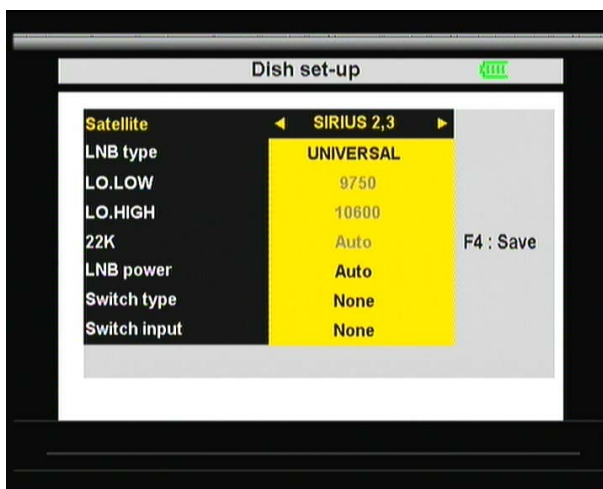 Dish set-up
Satellite SIRIUS 2,3
LNB type UNIVERSAL
LO.LOW 9750
LO.HIGH 10600
22K Auto
F4 : Save
LNB power Auto
Switch type None
Switch input None